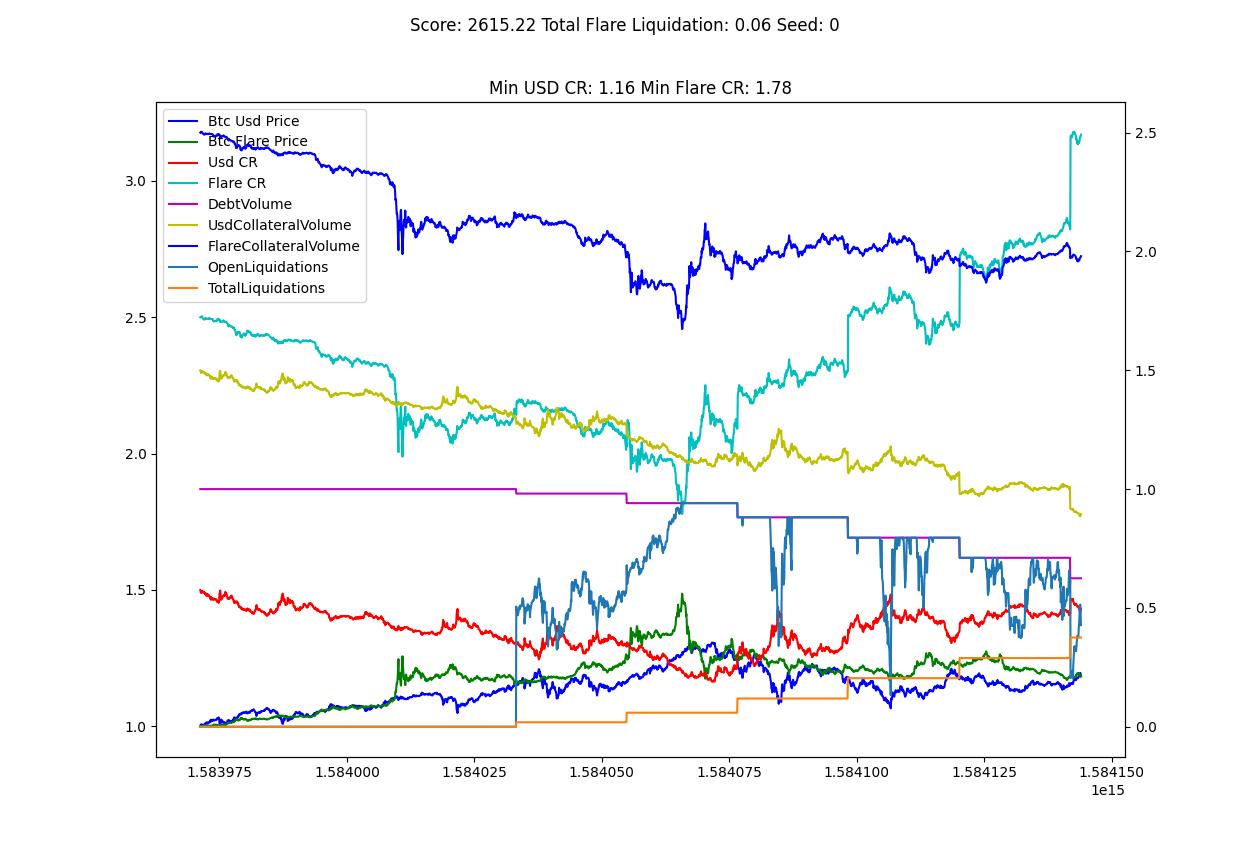 Score: 2615.22 Total Flare Liquidation: 0.06 Seed: 0
Min USD CR: 1.16 Min Flare CR: 1.78
Btc Usd Price
Btc Flare Price
Usd CR
Flare CR
DebtVolume
UsdCollateralVolume
FlareCollateralVolume
OpenLiquidations
TotalLiquidations
3.0
2.5
2.0
1.5
1.0
2.5
2.0
1.5
1.0
0.5
0.0
1.583975 1.584000 1.584025 1.584050 1.584075 1.584100 1.584125 1.584150
1e15